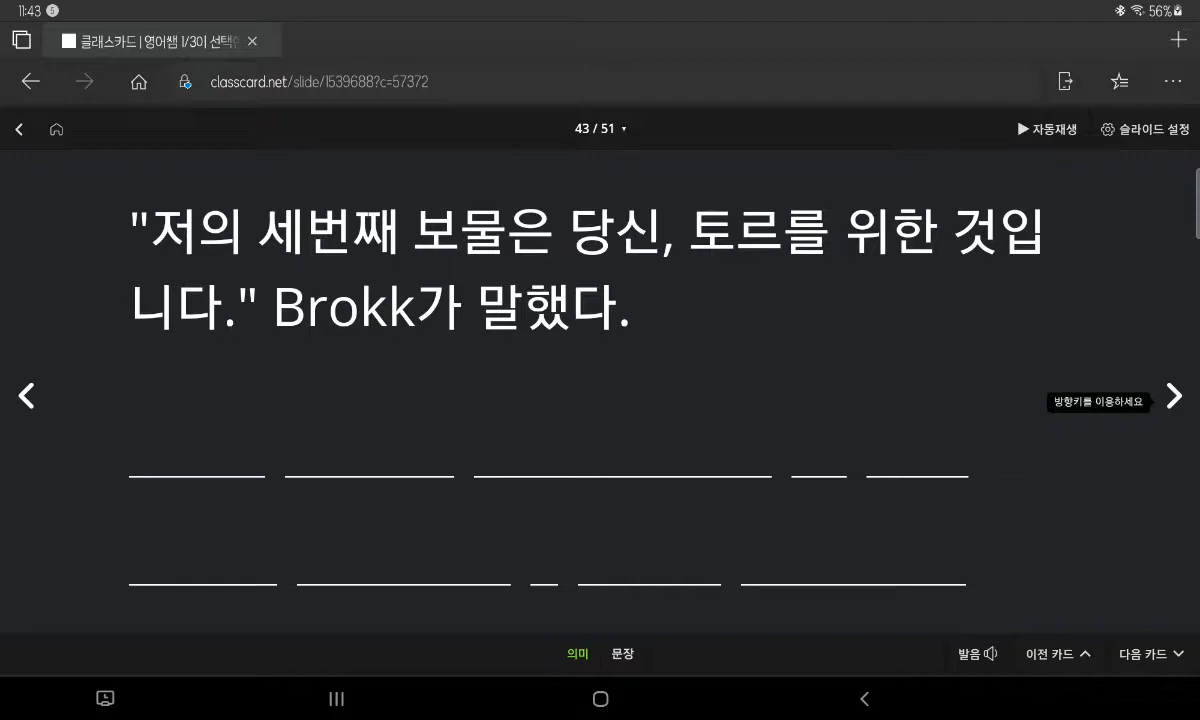 11:43 5 56%
클래스카드 | 영어쌤 1/3이 선택한
classcard.net/slide/1539688?c=57372
43 / 51 자동재생 슬라이드 설정
"저의 세번째 보물은 당신, 토르를 위한 것입
니다." Brokk가 말했다.
방향키를 이용하세요
의미 문장 발음 이전 카드 다음 카드